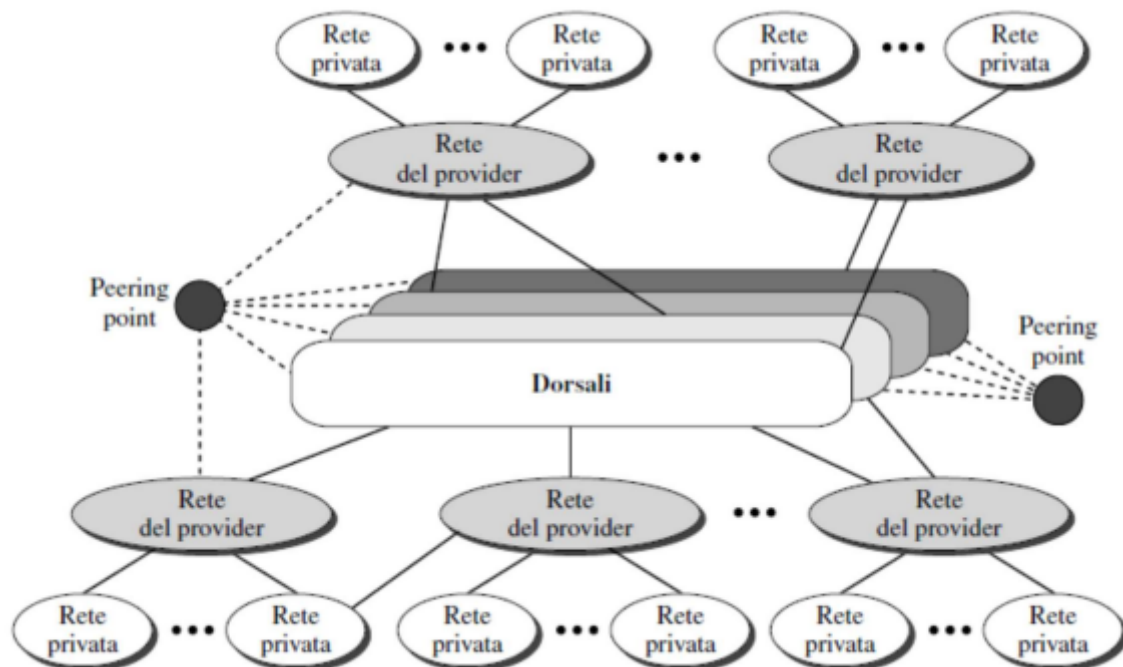 Rete
privata
Rete
privata
Rete
privata
Rete
privata
Rete
del provider
Rete
del provider
Peering
point
Peering
point
Dorsali
Rete
del provider
Rete
del provider
Rete
del provider
Rete
privata
Rete
privata
Rete
privata
Rete
privata
Rete
privata
Rete
privata